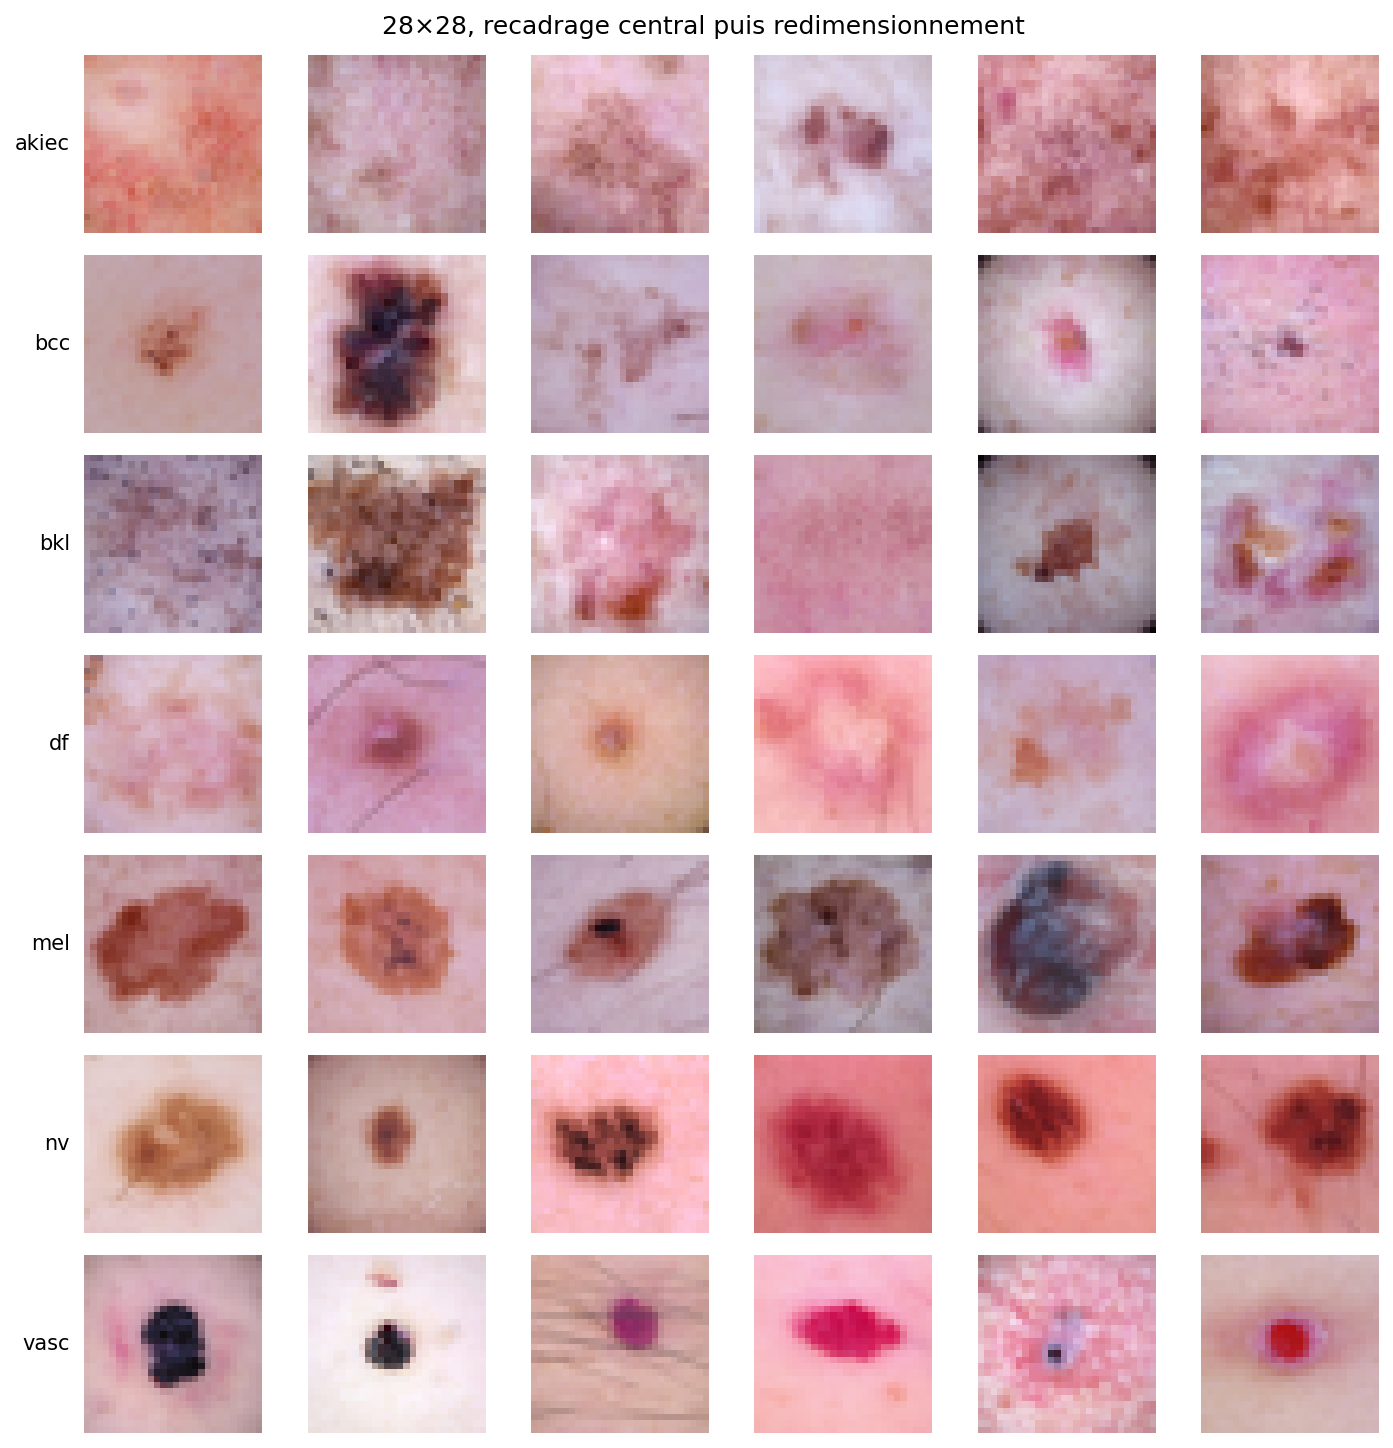 28×28, recadrage central puis redimensionnement
akiec
bcc
bkl
df
mel
nv
vasc